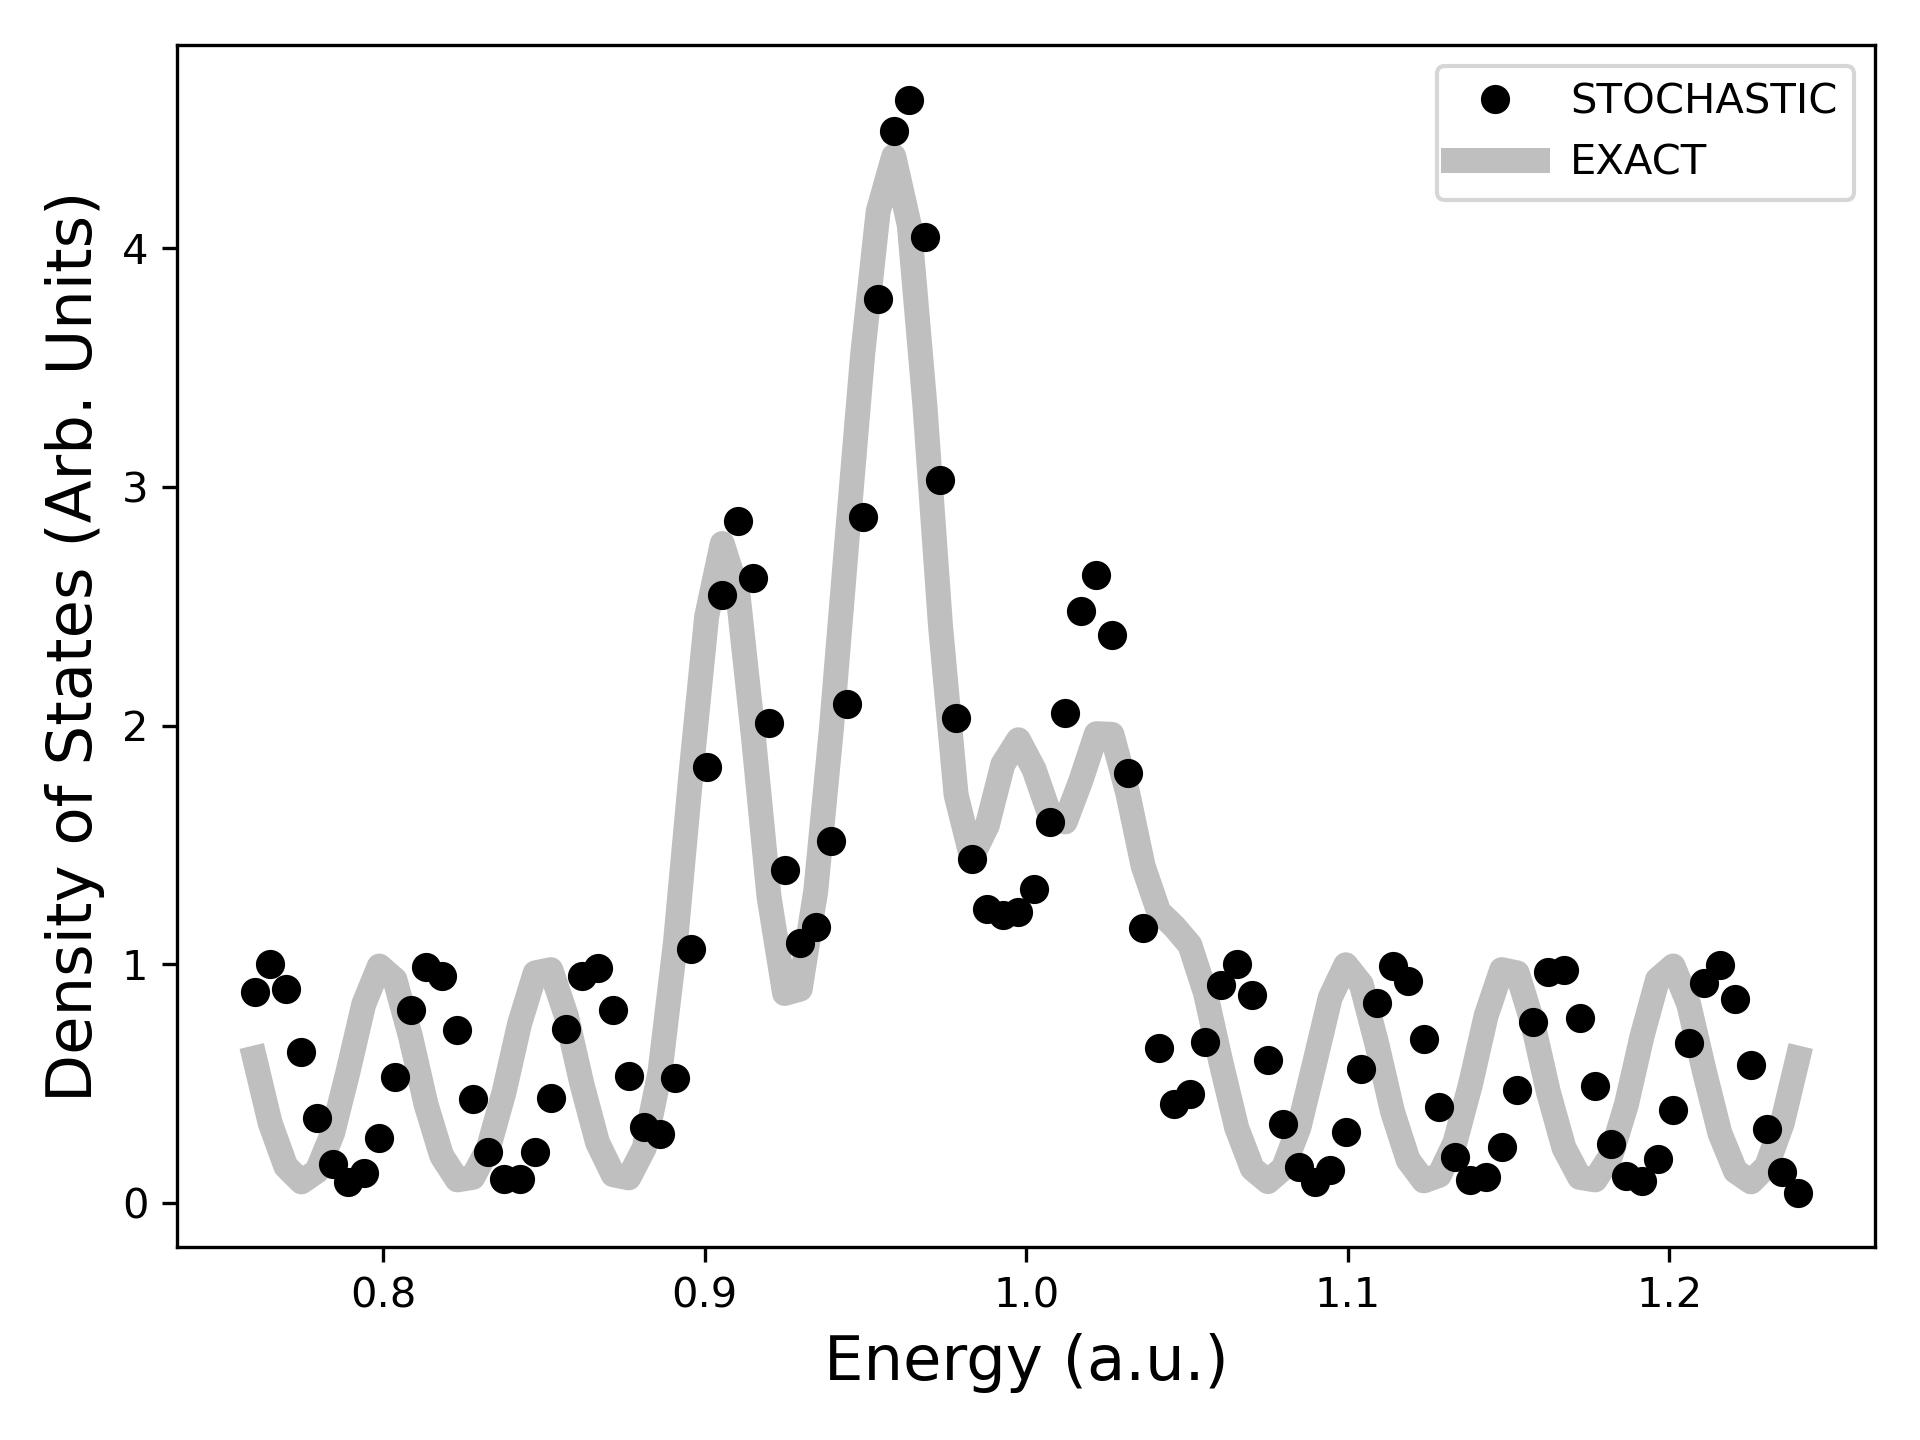 STOCHASTIC
EXACT
Density of States (Arb. Units)
4
3
2
1
0
0.8 0.9 1.0 1.1 1.2
Energy (a.u.)